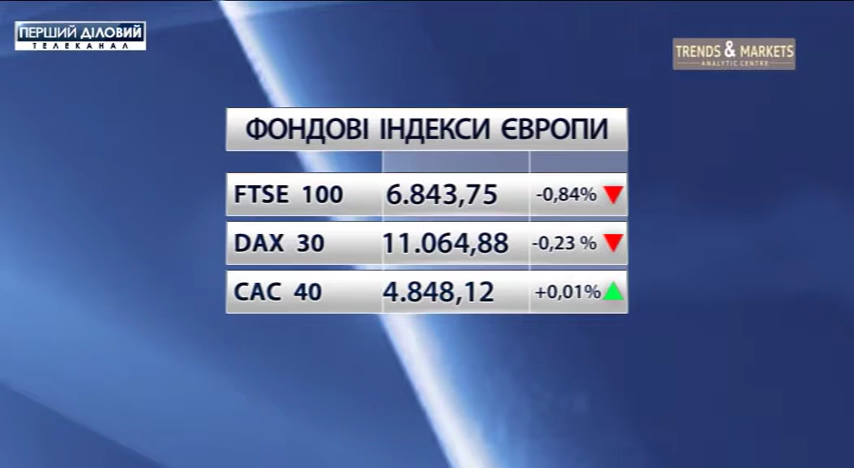 ПЕРШИЙ ДІЛОВИЙ
ТЕЛЕКАНАЛ
TRENDS & MARKETS
ANALYTIC CENTRE
ФОНДОВІ ІНДЕКСИ ЄВРОПИ
FTSE 100 6.843,75 -0,84%
DAX 30 11.064,88 -0,23 %
CAC 40 4.848,12 +0,01%